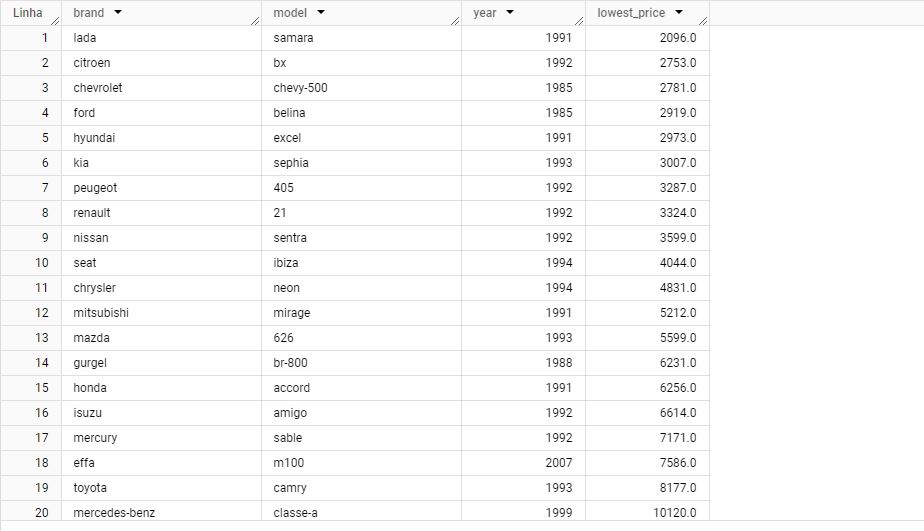 Linha brand model year lowest_price
1 lada samara 1991 2096.0
2 citroen bx 1992 2753.0
3 chevrolet chevy-500 1985 2781.0
4 ford belina 1985 2919.0
5 hyundai excel 1991 2973.0
6 kia sephia 1993 3007.0
7 peugeot 405 1992 3287.0
8 renault 21 1992 3324.0
9 nissan sentra 1992 3599.0
10 seat ibiza 1994 4044.0
11 chrysler neon 1994 4831.0
12 mitsubishi mirage 1991 5212.0
13 mazda 626 1993 5599.0
14 gurgel br-800 1988 6231.0
15 honda accord 1991 6256.0
16 isuzu amigo 1992 6614.0
17 mercury sable 1992 7171.0
18 effa m100 2007 7586.0
19 toyota camry 1993 8177.0
20 mercedes-benz classe-a 1999 10120.0